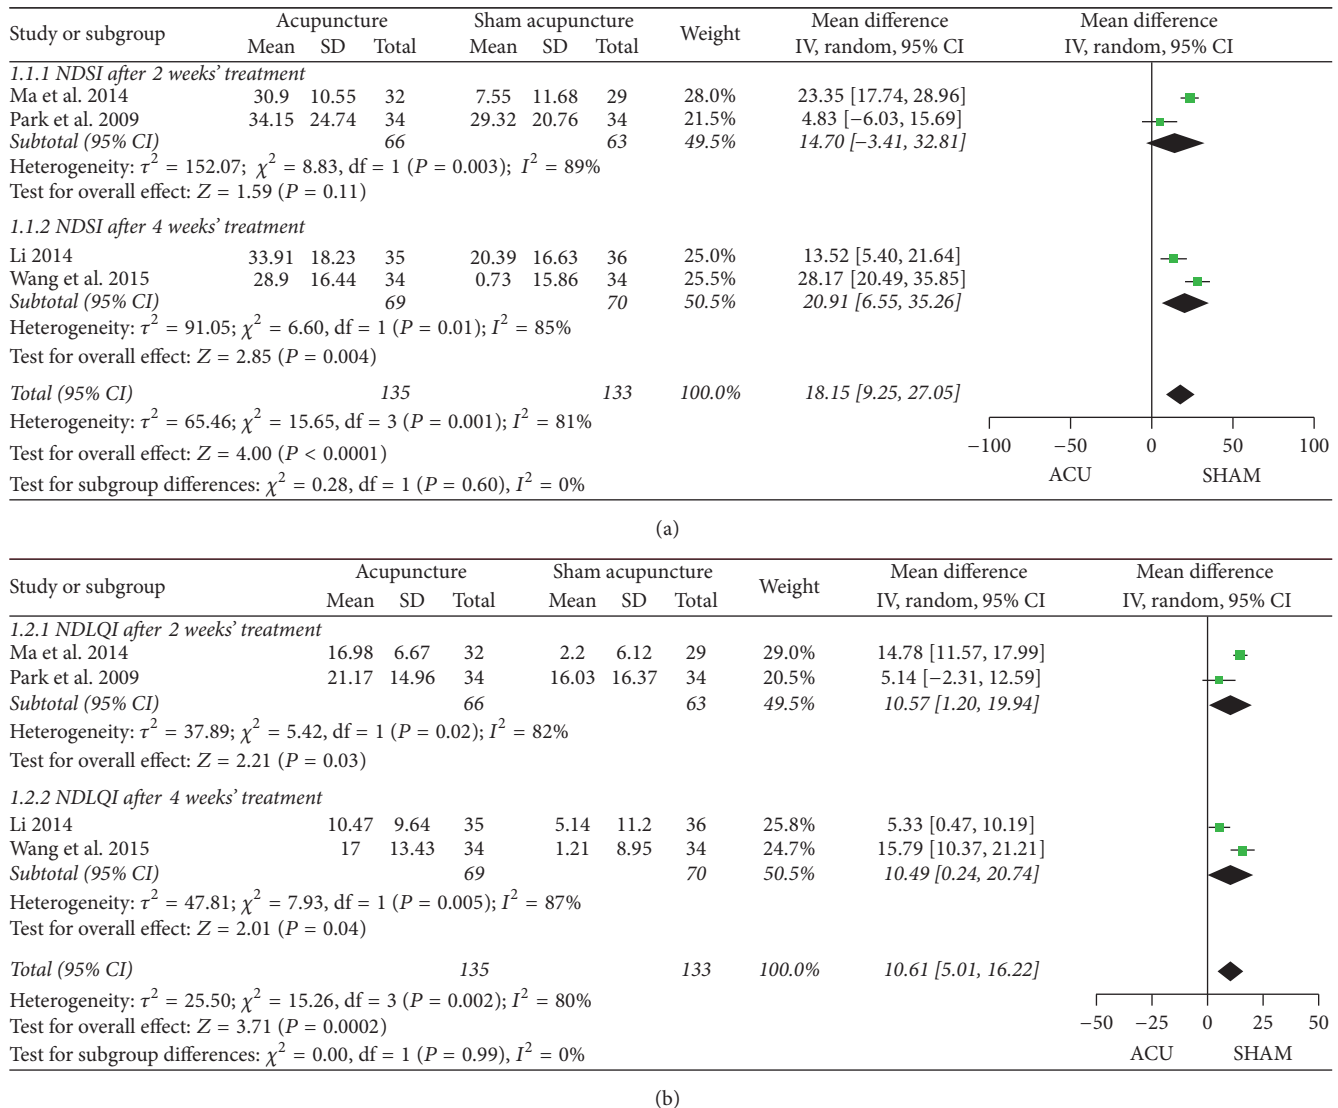 Study or subgroup Acupuncture Sham acupuncture Weight Mean difference Mean difference
Mean SD Total Mean SD Total IV, random, 95% CI IV, random, 95% CI
1.1.1 NDSI after 2 weeks’ treatment
Ma et al. 2014 30.9 10.55 32 7.55 11.68 29 28.0% 23.35 [17.74, 28.96]
Park et al. 2009 34.15 24.74 34 29.32 20.76 34 21.5% 4.83 [−6.03, 15.69]
Subtotal (95% CI) 66 63 49.5% 14.70 [−3.41, 32.81]
Heterogeneity: τ² = 152.07; χ² = 8.83, df = 1 (P = 0.003); I² = 89%
Test for overall effect: Z = 1.59 (P = 0.11)
1.1.2 NDSI after 4 weeks’ treatment
Li 2014 33.91 18.23 35 20.39 16.63 36 25.0% 13.52 [5.40, 21.64]
Wang et al. 2015 28.9 16.44 34 0.73 15.86 34 25.5% 28.17 [20.49, 35.85]
Subtotal (95% CI) 69 70 50.5% 20.91 [6.55, 35.26]
Heterogeneity: τ² = 91.05; χ² = 6.60, df = 1 (P = 0.01); I² = 85%
Test for overall effect: Z = 2.85 (P = 0.004)
Total (95% CI) 135 133 100.0% 18.15 [9.25, 27.05]
Heterogeneity: τ² = 65.46; χ² = 15.65, df = 3 (P = 0.001); I² = 81%
−100 −50 0 50 100
Test for overall effect: Z = 4.00 (P < 0.0001)
ACU SHAM
Test for subgroup differences: χ² = 0.28, df = 1 (P = 0.60), I² = 0%
(a)
Study or subgroup Acupuncture Sham acupuncture Weight Mean difference Mean difference
Mean SD Total Mean SD Total IV, random, 95% CI IV, random, 95% CI
1.2.1 NDLQI after 2 weeks’ treatment
Ma et al. 2014 16.98 6.67 32 2.2 6.12 29 29.0% 14.78 [11.57, 17.99]
Park et al. 2009 21.17 14.96 34 16.03 16.37 34 20.5% 5.14 [−2.31, 12.59]
Subtotal (95% CI) 66 63 49.5% 10.57 [1.20, 19.94]
Heterogeneity: τ² = 37.89; χ² = 5.42, df = 1 (P = 0.02); I² = 82%
Test for overall effect: Z = 2.21 (P = 0.03)
1.2.2 NDLQI after 4 weeks’ treatment
Li 2014 10.47 9.64 35 5.14 11.2 36 25.8% 5.33 [0.47, 10.19]
Wang et al. 2015 17 13.43 34 1.21 8.95 34 24.7% 15.79 [10.37, 21.21]
Subtotal (95% CI) 69 70 50.5% 10.49 [0.24, 20.74]
Heterogeneity: τ² = 47.81; χ² = 7.93, df = 1 (P = 0.005); I² = 87%
Test for overall effect: Z = 2.01 (P = 0.04)
Total (95% CI) 135 133 100.0% 10.61 [5.01, 16.22]
Heterogeneity: τ² = 25.50; χ² = 15.26, df = 3 (P = 0.002); I² = 80%
Test for overall effect: Z = 3.71 (P = 0.0002)
−50 −25 0 25 50
Test for subgroup differences: χ² = 0.00, df = 1 (P = 0.99), I² = 0%
ACU SHAM
(b)